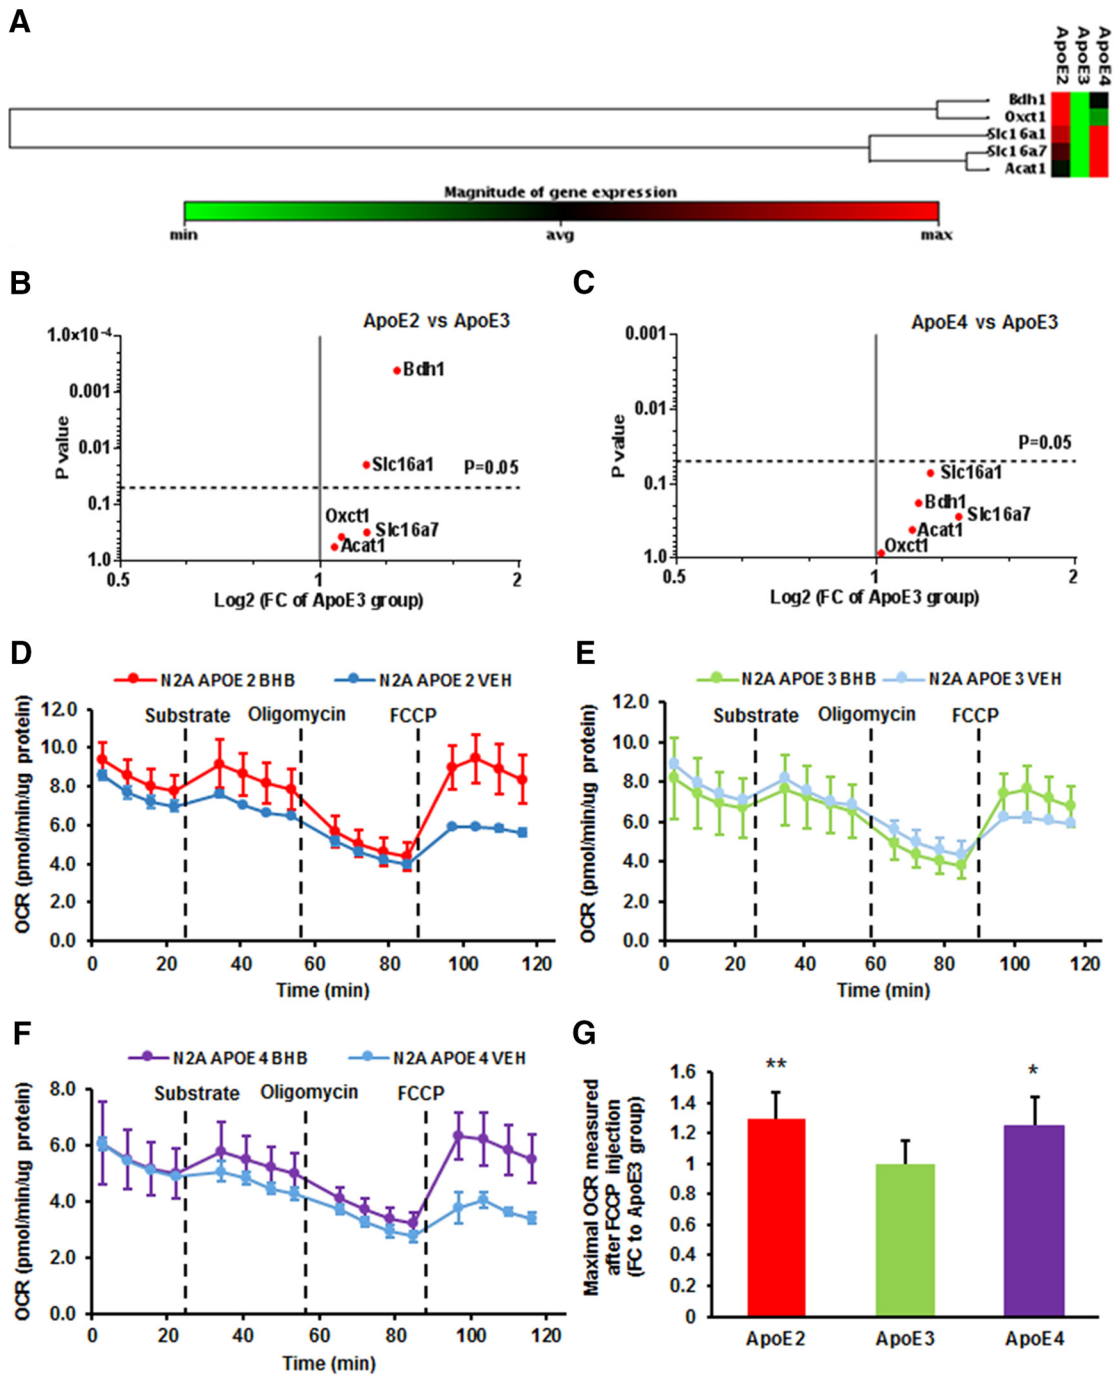 A
ApoE2
ApoE3
ApoE4
Bdh1
Oxct1
Slc16a1
Slc16a7
Acat1
Magnitude of gene expression
min avg max
B
ApoE2 vs ApoE3
1.0x10⁻⁴
0.001
0.01
0.1
1.0
P value
Bdh1
Slc16a1
P=0.05
Oxct1
Slc16a7
Acat1
0.5 1 2
Log2 (FC of ApoE3 group)
C
ApoE4 vs ApoE3
0.001
0.01
0.1
1.0
P value
P=0.05
Slc16a1
Bdh1
Slc16a7
Acat1
Oxct1
0.5 1 2
Log2 (FC of ApoE3 group)
D
N2A APOE 2 BHB N2A APOE 2 VEH
Substrate Oligomycin FCCP
OCR (pmol/min/ug protein)
12.0
10.0
8.0
6.0
4.0
2.0
0.0
0 20 40 60 80 100 120
Time (min)
E
N2A APOE 3 BHB N2A APOE 3 VEH
Substrate Oligomycin FCCP
OCR (pmol/min/ug protein)
12.0
10.0
8.0
6.0
4.0
2.0
0.0
0 20 40 60 80 100 120
Time (min)
F
N2A APOE 4 BHB N2A APOE 4 VEH
Substrate Oligomycin FCCP
OCR (pmol/min/ug protein)
8.0
6.0
4.0
2.0
0.0
0 20 40 60 80 100 120
Time (min)
G
Maximal OCR measured
after FCCP injection
(FC to ApoE3 group)
1.6
1.4
1.2
1
0.8
0.6
0.4
0.2
0
** *
ApoE2 ApoE3 ApoE4